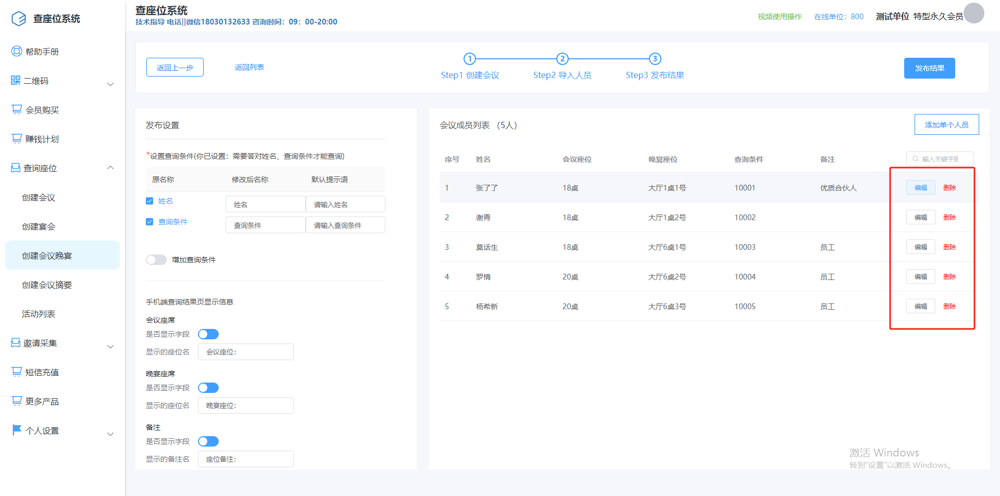 查座位系统
帮助手册
二维码
会员购买
赚钱计划
查询座位
创建会议
创建宴会
创建会议晚宴
创建会议摘要
活动列表
邀请采集
短信充值
更多产品
个人设置
查座位系统
技术指导 电话||微信18030132633 咨询时间：09：00-20:00
视频使用操作 在线单位：800 测试单位 特型永久会员
返回上一步 返回列表
1 2 3
Step1 创建会议 Step2 导入人员 Step3 发布结果
发布结果
发布设置
*设置查询条件(你已设置：需要答对姓名、查询条件才能查询)
原名称 修改后名称 默认提示语
姓名 姓名 请输入姓名
查询条件 查询条件 请输入查询条件
增加查询条件
手机端查询结果页显示信息
会议座席
是否显示字段
显示的座位名 会议座位：
晚宴座席
是否显示字段
显示的座位名 晚宴座位：
备注
是否显示字段
显示的备注名 座位备注：
会议成员列表 （5人）
添加单个人员
序号 姓名 会议座位 晚宴座位 查询条件 备注 输入关键字搜
1 张了了 18桌 大厅1桌1号 10001 优质合伙人 编辑 删除
2 谢青 18桌 大厅1桌2号 10002 编辑 删除
3 莫话生 18桌 大厅6桌1号 10003 员工 编辑 删除
4 罗情 20桌 大厅6桌2号 10004 员工 编辑 删除
5 杨希新 20桌 大厅6桌3号 10005 员工 编辑 删除
激活 Windows
转到"设置"以激活 Windows。